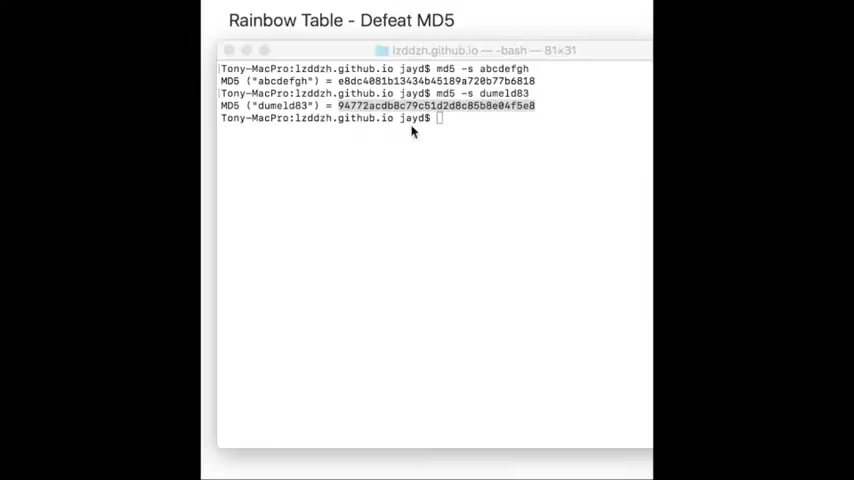 Rainbow Table - Defeat MD5
lzddzh.github.io — -bash — 81×31
Tony-MacPro:lzddzh.github.io jayd$ md5 -s abcdefgh
MD5 ("abcdefgh") = e8dc4081b13434b45189a720b77b6818
Tony-MacPro:lzddzh.github.io jayd$ md5 -s dumeld83
MD5 ("dumeld83") = 94772acdb8c79c51d2d8c85b8e04f5e8
Tony-MacPro:lzddzh.github.io jayd$